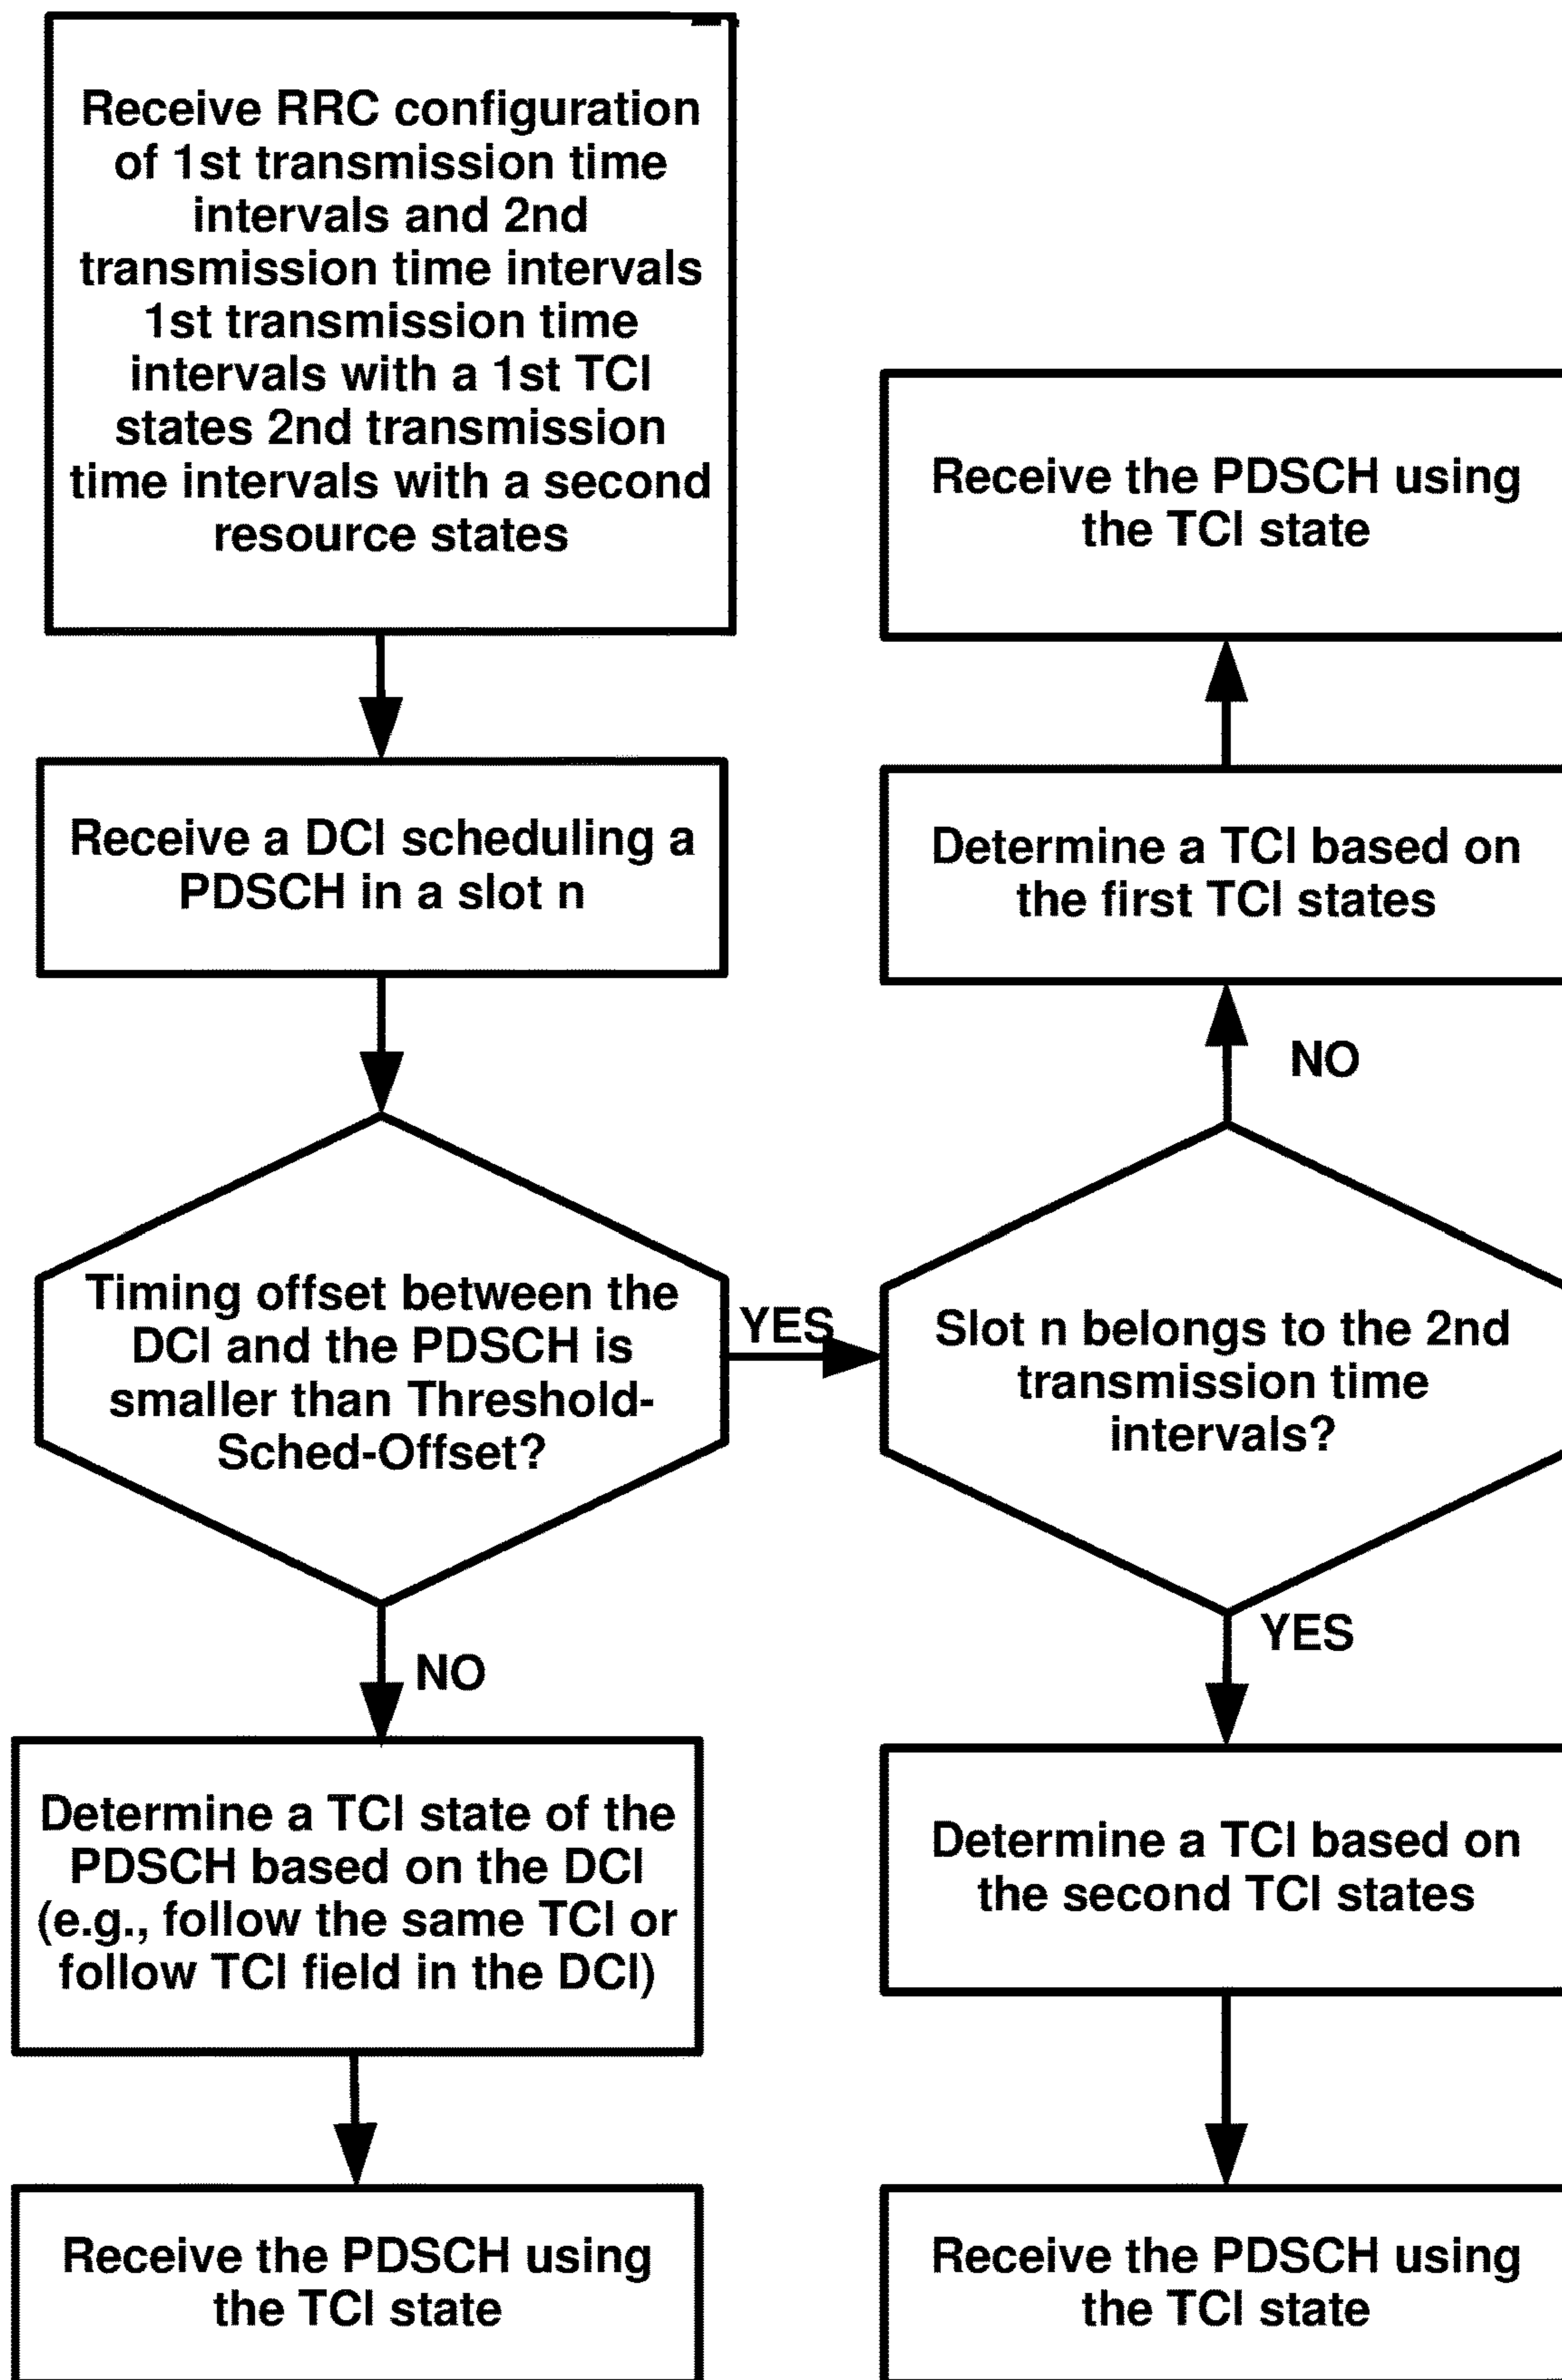 Receive RRC configuration
of 1st transmission time
intervals and 2nd
transmission time intervals
1st transmission time
intervals with a 1st TCI
states 2nd transmission
time intervals with a second
resource states
Receive a DCI scheduling a
PDSCH in a slot n
Timing offset between the
DCI and the PDSCH is
smaller than Threshold-
Sched-Offset?
NO
Determine a TCI state of the
PDSCH based on the DCI
(e.g., follow the same TCI or
follow TCI field in the DCI)
Receive the PDSCH using
the TCI state
YES
Slot n belongs to the 2nd
transmission time
intervals?
NO
Determine a TCI based on
the first TCI states
Receive the PDSCH using
the TCI state
YES
Determine a TCI based on
the second TCI states
Receive the PDSCH using
the TCI state